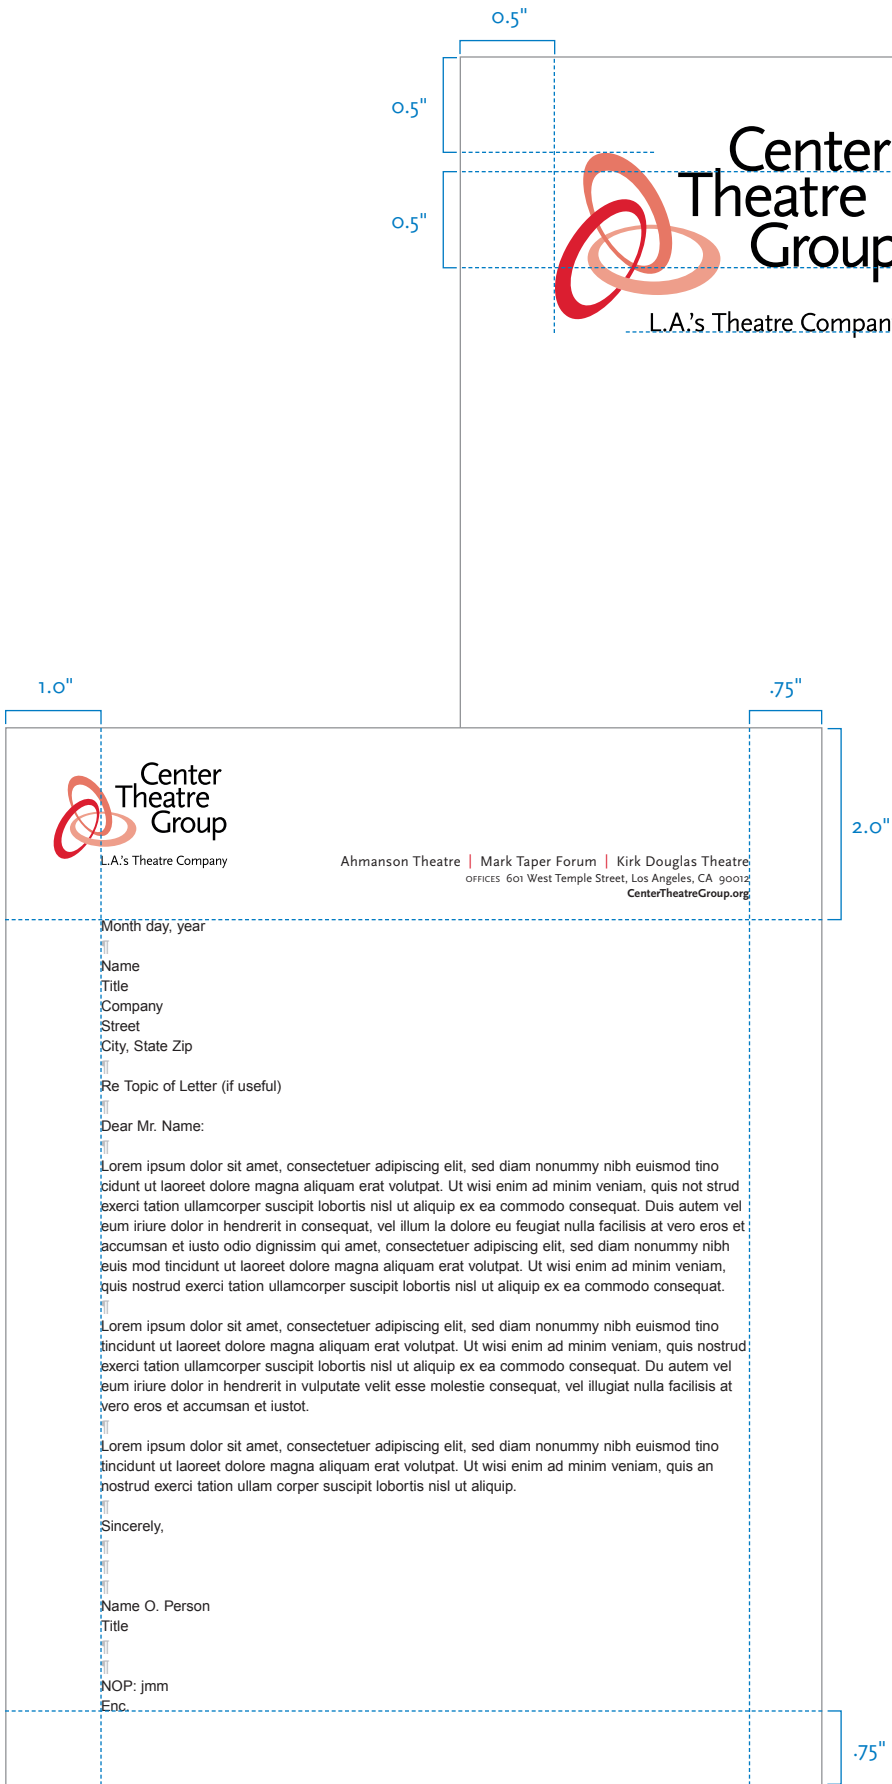 0.5"
0.5"
0.5"
Center
Theatre
Group
L.A.'s Theatre Compan
1.0"
.75"
2.0"
Center
Theatre
Group
L.A.'s Theatre Company
Ahmanson Theatre | Mark Taper Forum | Kirk Douglas Theatre
OFFICES 601 West Temple Street, Los Angeles, CA 90012
CenterTheatreGroup.org
Month day, year
¶
Name
Title
Company
Street
City, State Zip
¶
Re Topic of Letter (if useful)
¶
Dear Mr. Name:
¶
Lorem ipsum dolor sit amet, consectetuer adipiscing elit, sed diam nonummy nibh euismod tino
cidunt ut laoreet dolore magna aliquam erat volutpat. Ut wisi enim ad minim veniam, quis not strud
exerci tation ullamcorper suscipit lobortis nisl ut aliquip ex ea commodo consequat. Duis autem vel
eum iriure dolor in hendrerit in consequat, vel illum la dolore eu feugiat nulla facilisis at vero eros et
accumsan et iusto odio dignissim qui amet, consectetuer adipiscing elit, sed diam nonummy nibh
euis mod tincidunt ut laoreet dolore magna aliquam erat volutpat. Ut wisi enim ad minim veniam,
quis nostrud exerci tation ullamcorper suscipit lobortis nisl ut aliquip ex ea commodo consequat.
¶
Lorem ipsum dolor sit amet, consectetuer adipiscing elit, sed diam nonummy nibh euismod tino
tincidunt ut laoreet dolore magna aliquam erat volutpat. Ut wisi enim ad minim veniam, quis nostrud
exerci tation ullamcorper suscipit lobortis nisl ut aliquip ex ea commodo consequat. Du autem vel
eum iriure dolor in hendrerit in vulputate velit esse molestie consequat, vel illugiat nulla facilisis at
vero eros et accumsan et iustot.
¶
Lorem ipsum dolor sit amet, consectetuer adipiscing elit, sed diam nonummy nibh euismod tino
tincidunt ut laoreet dolore magna aliquam erat volutpat. Ut wisi enim ad minim veniam, quis an
nostrud exerci tation ullam corper suscipit lobortis nisl ut aliquip.
¶
Sincerely,
¶
¶
¶
Name O. Person
Title
¶
¶
NOP: jmm
Enc.
.75"